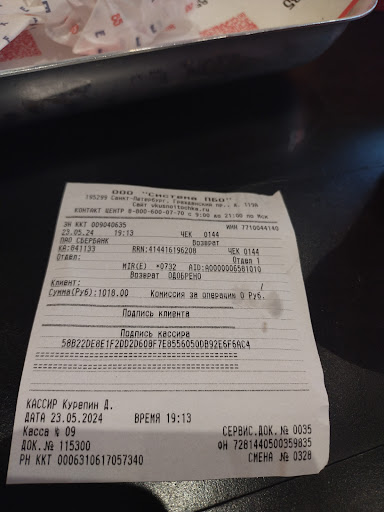 ООО "Система ПБО"
195299 Санкт-Петербург, Гражданский пр., д. 113А
Сайт vkusnoitochka.ru
КОНТАКТ ЦЕНТР 8-800-600-07-70 с 9:00 до 21:00 по Мск
ЗН ККТ 009040635 ИНН 7710044140
23.05.24 19:13 ЧЕК 0144
ПАО СБЕРБАНК Возврат
КА:841133 RRN:414416196208 ЧЕК 0144
Отдел: Отдел 1
MIR(E) *0732 AID:A0000006581010
Возврат ОДОБРЕНО
Клиент: /
Сумма(Руб):1018.00 Комиссия за операцию 0 Руб.
Подпись клиента
Подпись кассира
КАССИР Курепин Д.
ДАТА 23.05.2024 ВРЕМЯ 19:13
Касса № 09 СЕРВИС.ДОК.№ 0035
ДОК.№ 115300 ФН 7281440500359835
РН ККТ 0006310617057340 СМЕНА № 0328